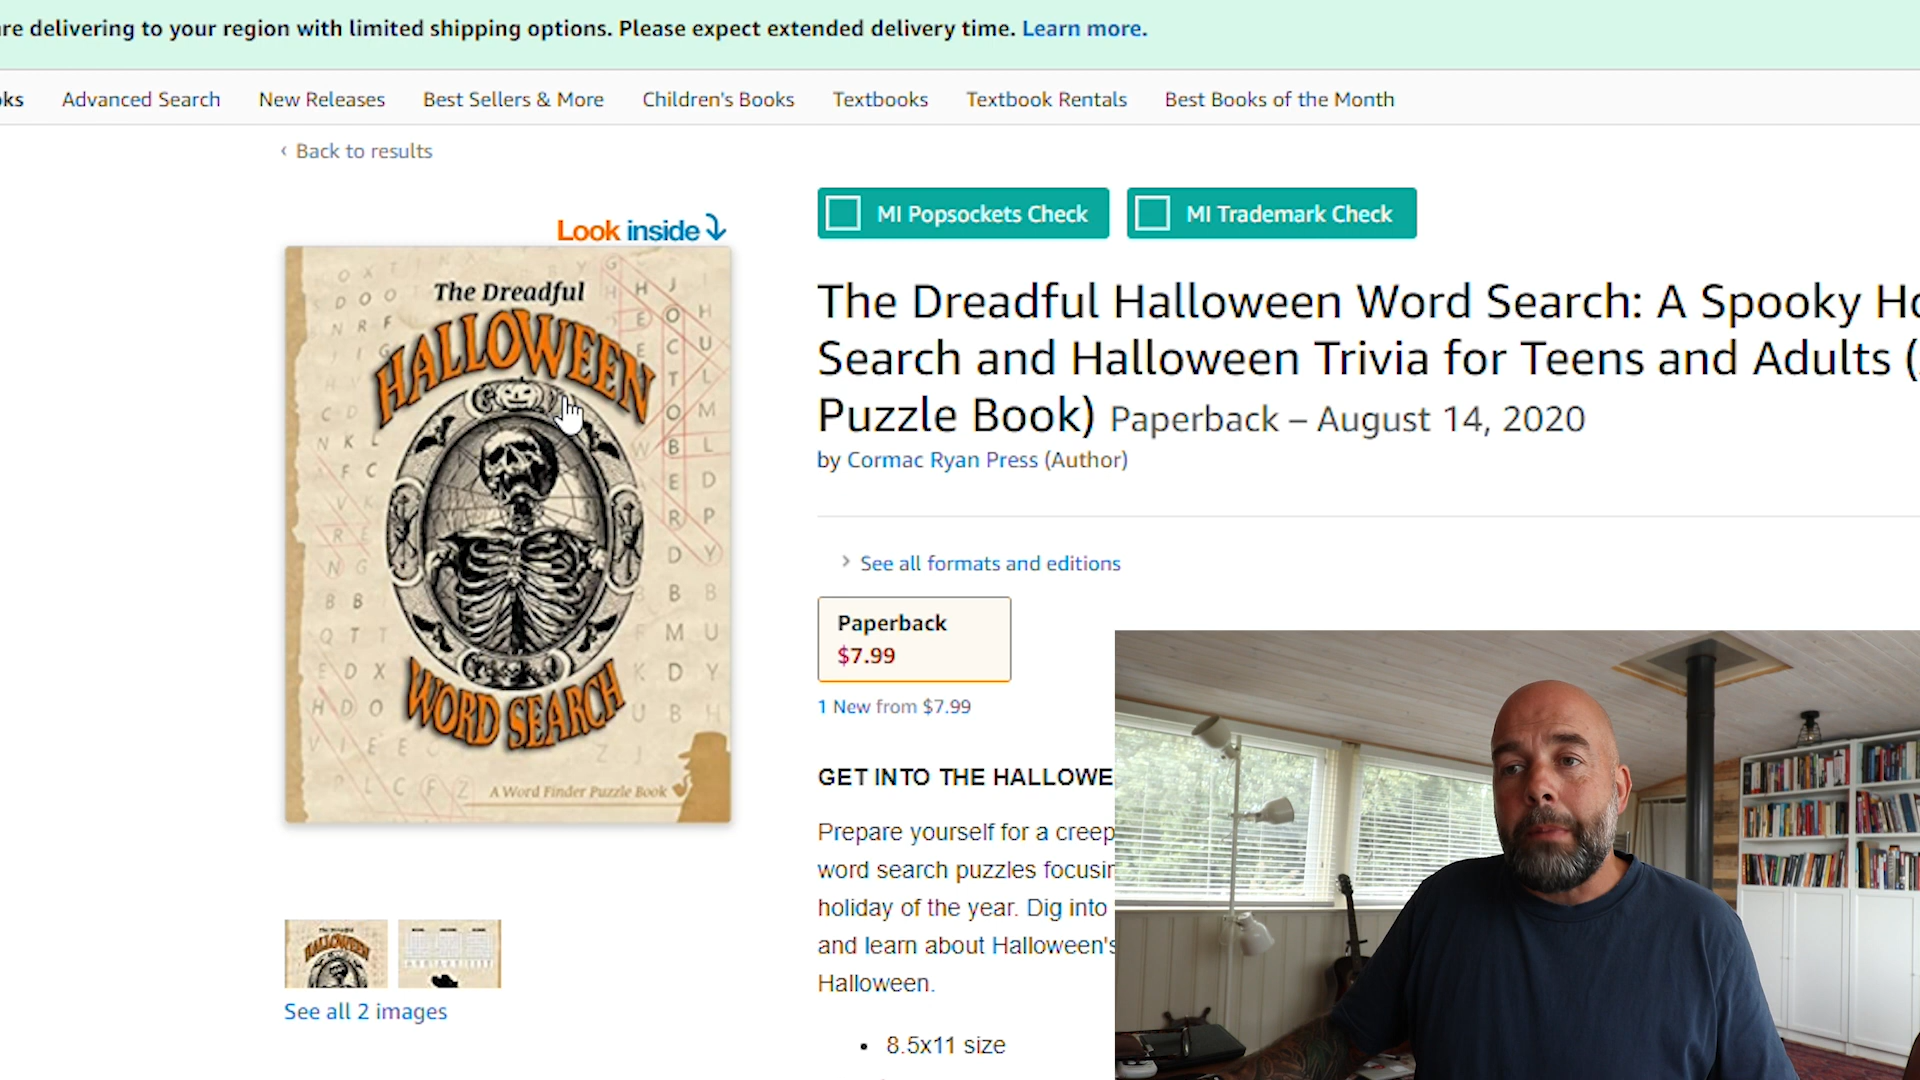 re delivering to your region with limited shipping options. Please expect extended delivery time. Learn more.
ks Advanced Search New Releases Best Sellers & More Children's Books Textbooks Textbook Rentals Best Books of the Month
‹ Back to results
Look inside
MI Popsockets Check MI Trademark Check
The Dreadful
HALLOWEEN
WORD SEARCH
A Word Finder Puzzle Book
See all 2 images
The Dreadful Halloween Word Search: A Spooky Ho
Search and Halloween Trivia for Teens and Adults (
Puzzle Book) Paperback – August 14, 2020
by Cormac Ryan Press (Author)
› See all formats and editions
Paperback
$7.99
1 New from $7.99
GET INTO THE HALLOWE
Prepare yourself for a creep
word search puzzles focusin
holiday of the year. Dig into
and learn about Halloween's
Halloween.
• 8.5x11 size